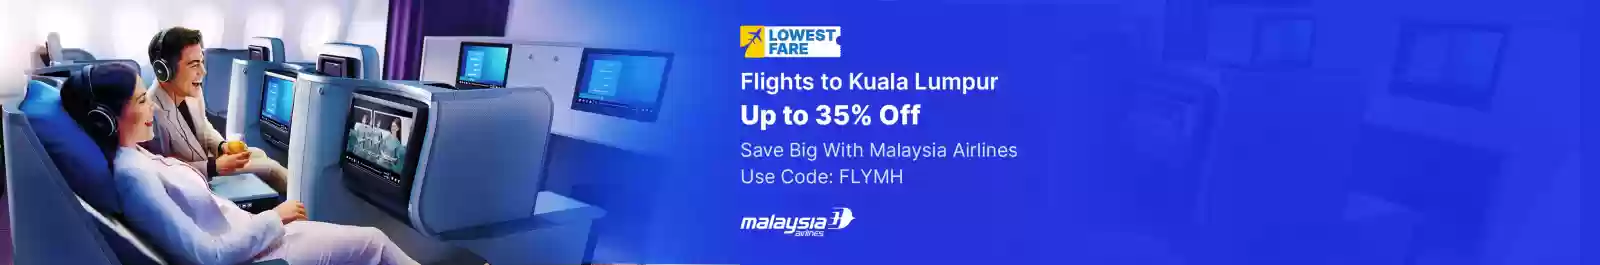 LOWEST
FARE
Flights to Kuala Lumpur
Up to 35% Off
Save Big With Malaysia Airlines
Use Code: FLYMH
malaysia
airlines